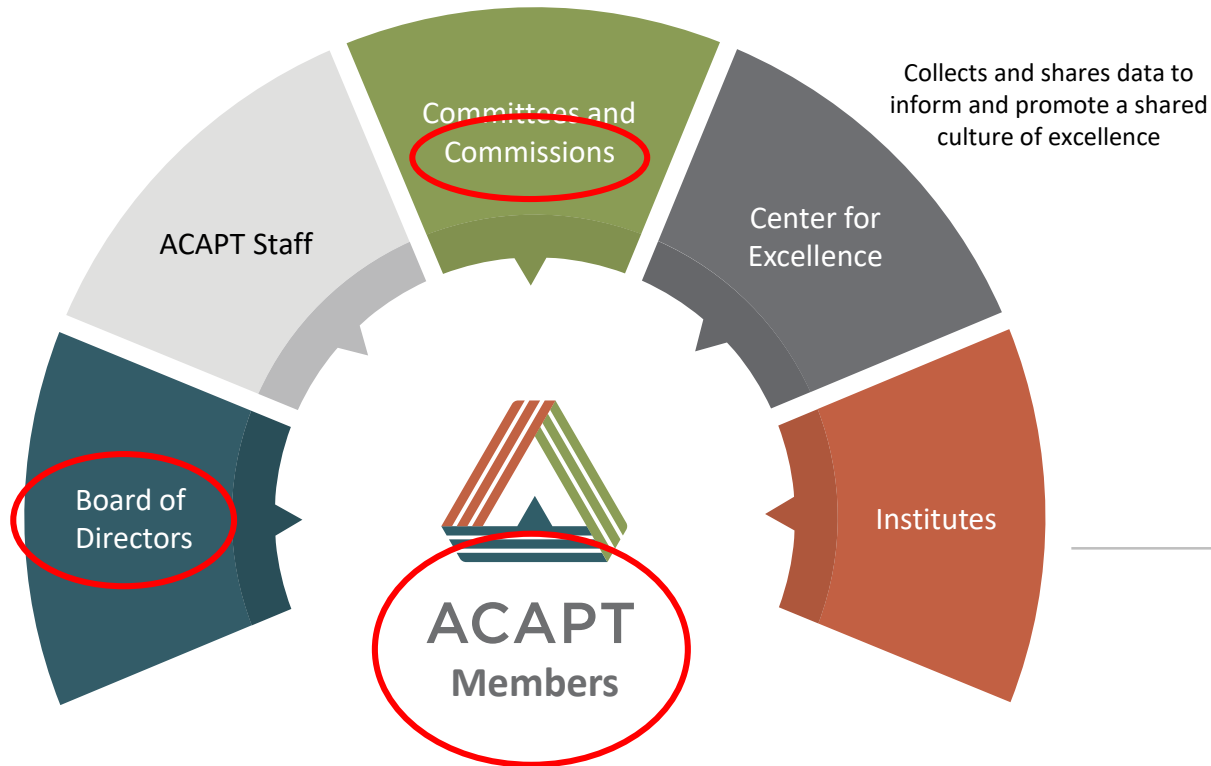 Committees and
Commissions
Collects and shares data to
inform and promote a shared
culture of excellence
ACAPT Staff
Center for
Excellence
Board of
Directors
Institutes
ACAPT
Members